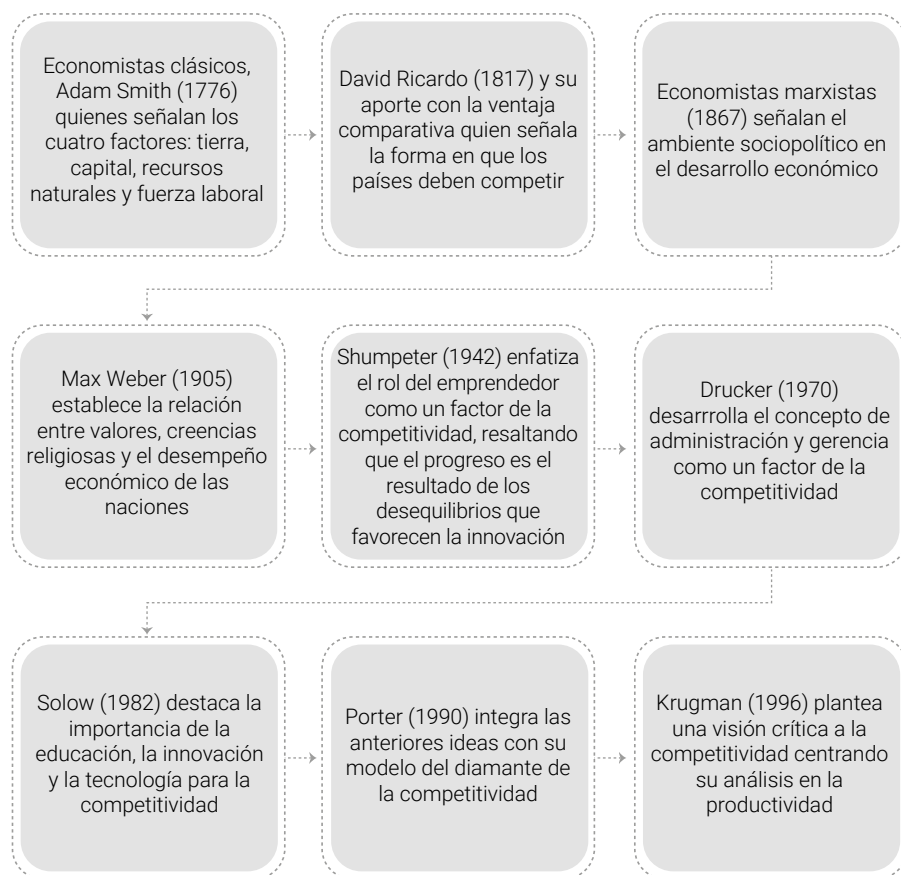 Economistas clásicos,
Adam Smith (1776)
quienes señalan los
cuatro factores: tierra,
capital, recursos
naturales y fuerza laboral
David Ricardo (1817) y su
aporte con la ventaja
comparativa quien señala
la forma en que los
países deben competir
Economistas marxistas
(1867) señalan el
ambiente sociopolítico en
el desarrollo económico
Max Weber (1905)
establece la relación
entre valores, creencias
religiosas y el desempeño
económico de las
naciones
Shumpeter (1942) enfatiza
el rol del emprendedor
como un factor de la
competitividad, resaltando
que el progreso es el
resultado de los
desequilibrios que
favorecen la innovación
Drucker (1970)
desarrrolla el concepto de
administración y gerencia
como un factor de la
competitividad
Solow (1982) destaca la
importancia de la
educación, la innovación
y la tecnología para la
competitividad
Porter (1990) integra las
anteriores ideas con su
modelo del diamante de
la competitividad
Krugman (1996) plantea
una visión crítica a la
competitividad centrando
su análisis en la
productividad